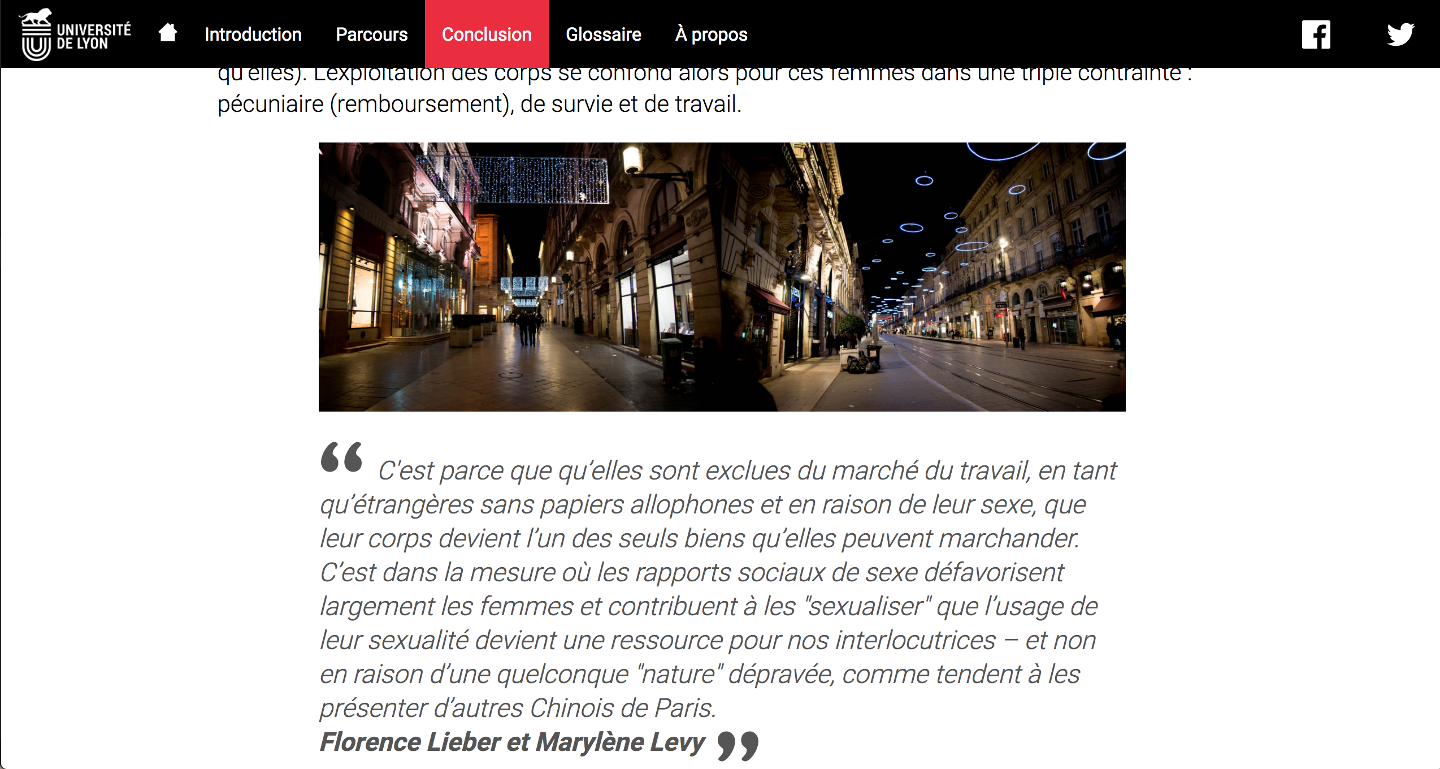 UNIVERSITÉ
DE LYON
Introduction
Parcours
Conclusion
Glossaire
À propos
qu'elles). L'exploitation des corps se confond alors pour ces femmes dans une triple contrainte :
pécuniaire (remboursement), de survie et de travail.
“ C'est parce que qu’elles sont exclues du marché du travail, en tant
qu’étrangères sans papiers allophones et en raison de leur sexe, que
leur corps devient l’un des seuls biens qu’elles peuvent marchander.
C’est dans la mesure où les rapports sociaux de sexe défavorisent
largement les femmes et contribuent à les "sexualiser" que l’usage de
leur sexualité devient une ressource pour nos interlocutrices – et non
en raison d’une quelconque "nature" dépravée, comme tendent à les
présenter d’autres Chinois de Paris.
Florence Lieber et Marylène Levy ”